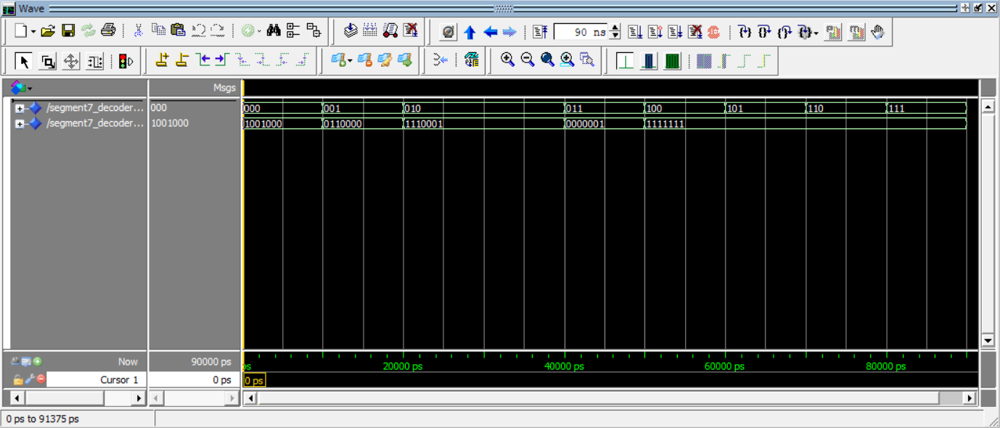 Wave
90 ns
Msgs
/segment7_decoder... 000 000 001 010 011 100 101 110 111
/segment7_decoder... 1001000 1001000 0110000 1110001 0000001 1111111
Now 90000 ps ps 20000 ps 40000 ps 60000 ps 80000 ps
Cursor 1 0 ps 0 ps
0 ps to 91375 ps